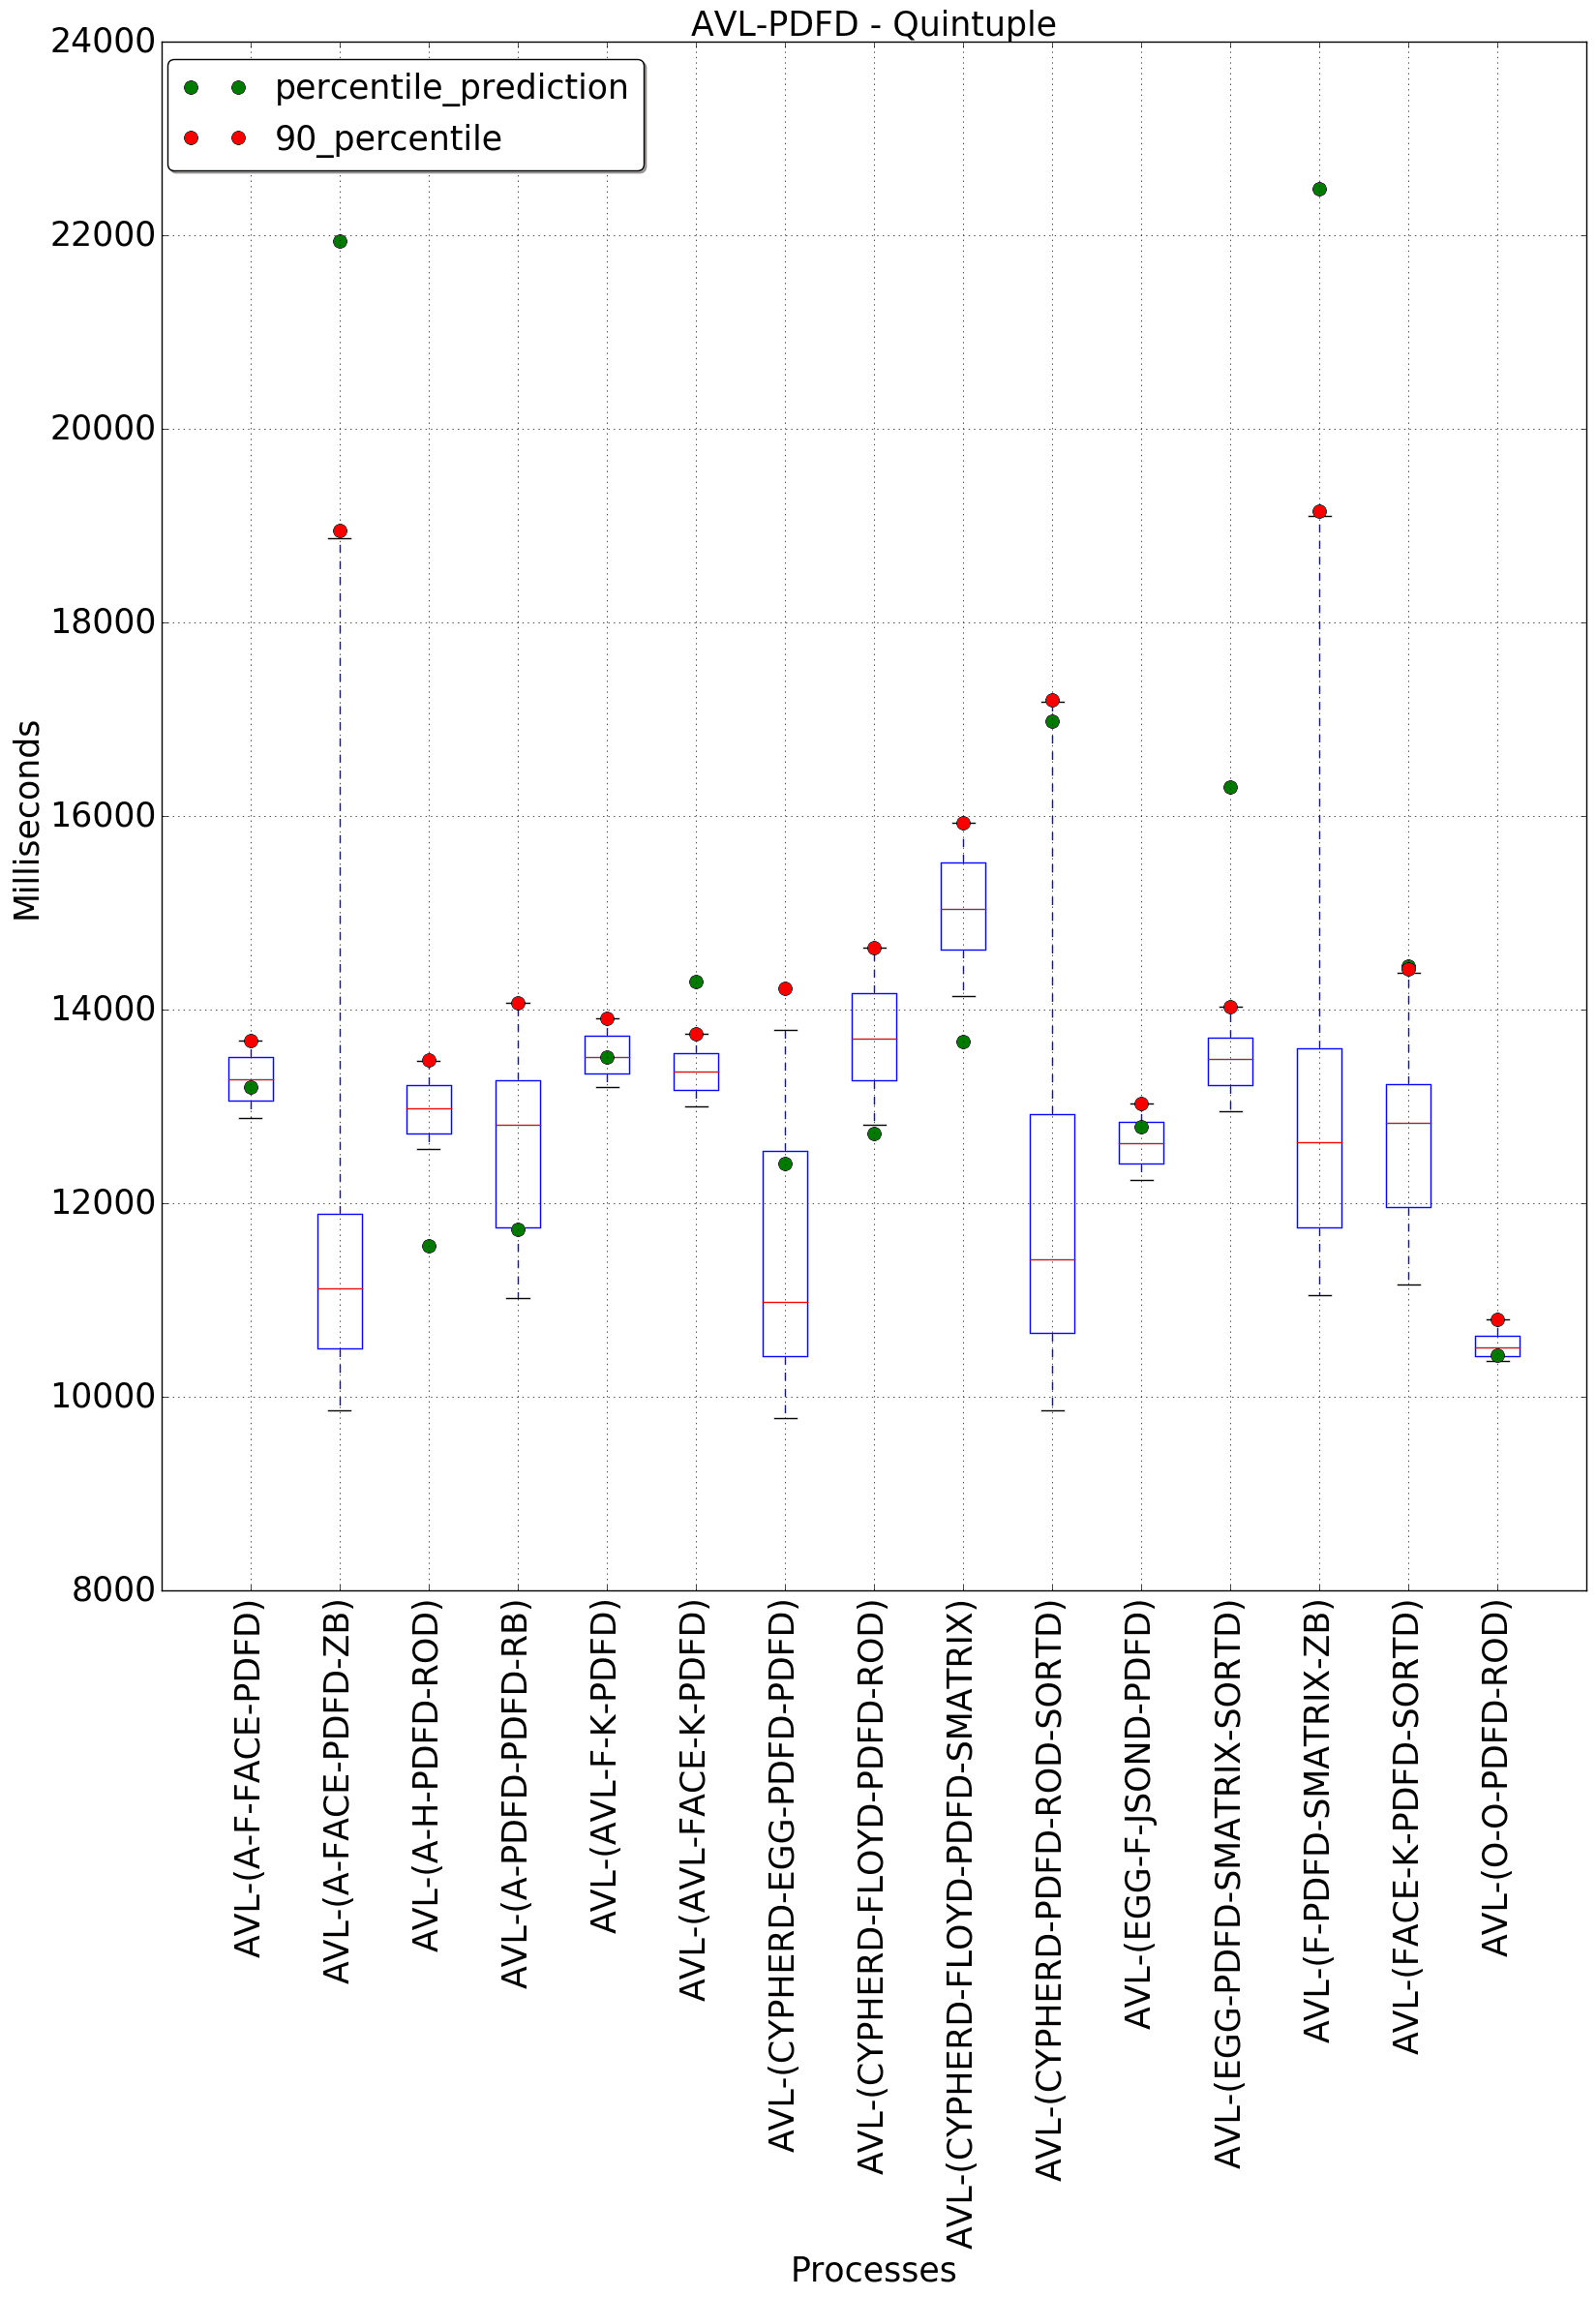 AVL-PDFD - Quintuple
percentile_prediction
90_percentile
24000
22000
20000
18000
16000
14000
12000
10000
8000
Milliseconds
AVL-(A-F-FACE-PDFD)
AVL-(A-FACE-PDFD-ZB)
AVL-(A-H-PDFD-ROD)
AVL-(A-PDFD-PDFD-RB)
AVL-(AVL-F-K-PDFD)
AVL-(AVL-FACE-K-PDFD)
AVL-(CYPHERD-EGG-PDFD-PDFD)
AVL-(CYPHERD-FLOYD-PDFD-ROD)
AVL-(CYPHERD-FLOYD-PDFD-SMATRIX)
AVL-(CYPHERD-PDFD-ROD-SORTD)
AVL-(EGG-F-JSOND-PDFD)
AVL-(EGG-PDFD-SMATRIX-SORTD)
AVL-(F-PDFD-SMATRIX-ZB)
AVL-(FACE-K-PDFD-SORTD)
AVL-(O-O-PDFD-ROD)
Processes